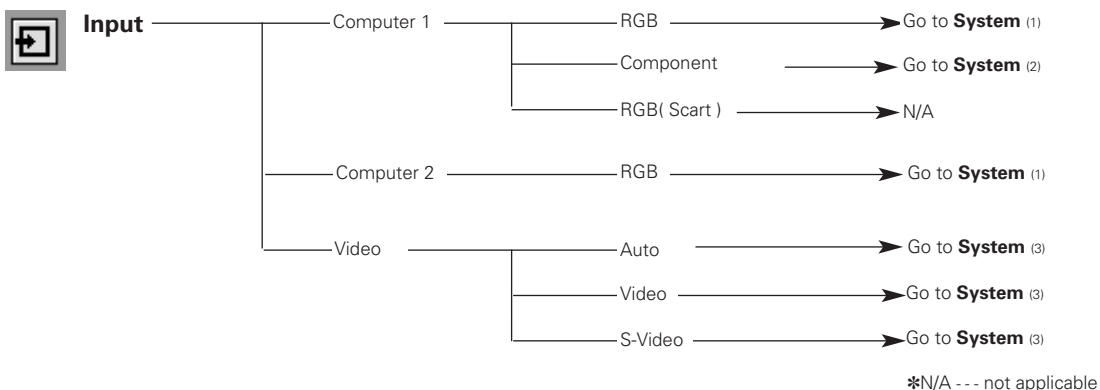 Input Computer 1 RGB Go to System (1)
Component Go to System (2)
RGB( Scart ) N/A
Computer 2 RGB Go to System (1)
Video Auto Go to System (3)
Video Go to System (3)
S-Video Go to System (3)
✽N/A --- not applicable